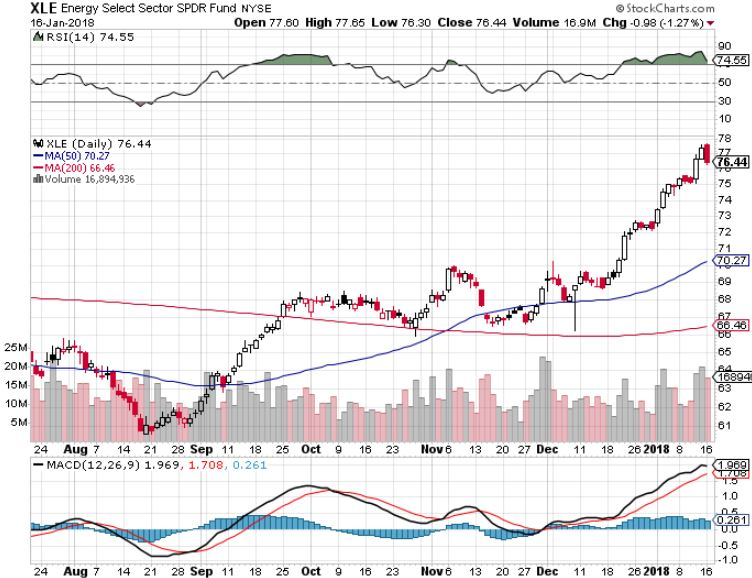 XLE Energy Select Sector SPDR Fund NYSE © StockCharts.com
16-Jan-2018 Open 77.60 High 77.65 Low 76.30 Close 76.44 Volume 16.9M Chg -0.98 (-1.27%)
RSI(14) 74.55
90
74.55
50
30
10
XLE (Daily) 76.44
MA(50) 70.27
MA(200) 66.46
Volume 16,894,936
78
77
76.44
75
74
73
72
71
70.27
69
68
67
66.46
66
65
64
63
62
61
25M
20M
15M
10M
5M
16894
24 Aug 7 14 21 28 Sep 11 18 25 Oct 9 16 23 Nov 6 13 20 27 Dec 11 18 26 2018 8 16
MACD(12,26,9) 1.969, 1.708, 0.261
1.969
1.708
1.5
1.0
0.5
0.261
0.0
-0.5
-1.0
24 Aug 7 14 21 28 Sep 11 18 25 Oct 9 16 23 Nov 6 13 20 27 Dec 11 18 26 2018 8 16